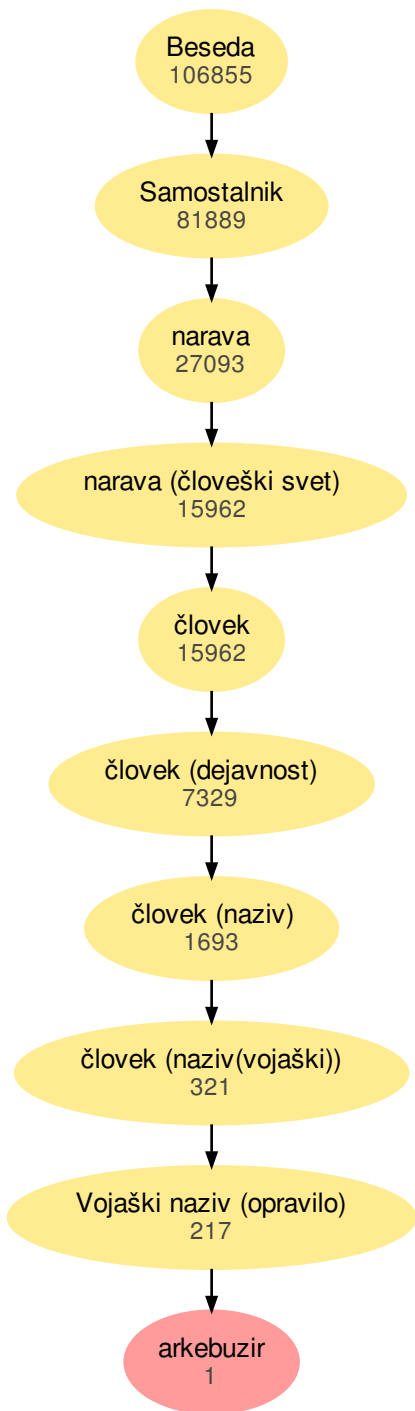 Beseda
106855
Samostalnik
81889
narava
27093
narava (človeški svet)
15962
človek
15962
človek (dejavnost)
7329
človek (naziv)
1693
človek (naziv(vojaški))
321
Vojaški naziv (opravilo)
217
arkebuzir
1